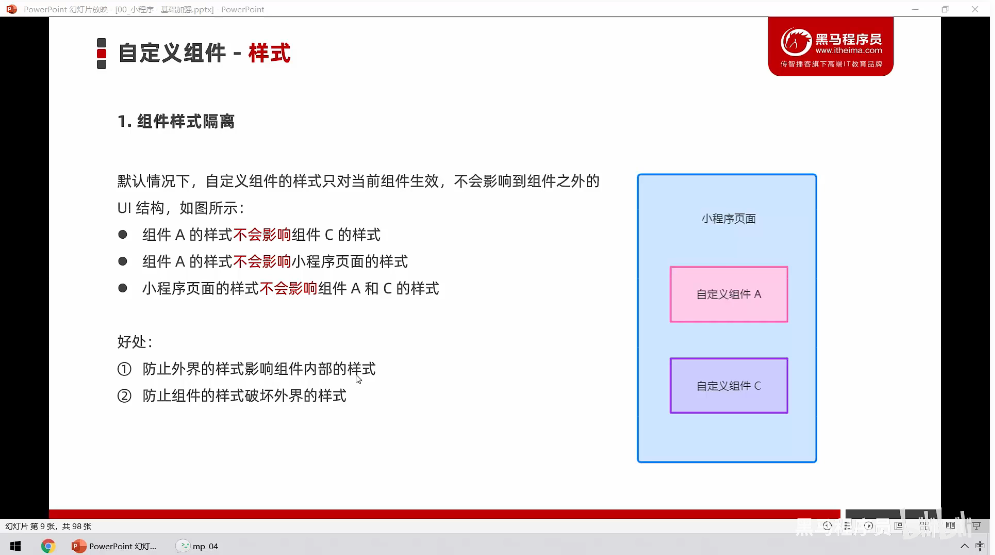 PowerPoint 幻灯片放映 [00_小程序 - 基础加强.pptx] - PowerPoint
自定义组件 - 样式
黑马程序员
www.itheima.com
传智播客旗下高端IT教育品牌
1. 组件样式隔离
默认情况下，自定义组件的样式只对当前组件生效，不会影响到组件之外的
UI 结构，如图所示：
● 组件 A 的样式不会影响组件 C 的样式
● 组件 A 的样式不会影响小程序页面的样式
● 小程序页面的样式不会影响组件 A 和 C 的样式
好处：
① 防止外界的样式影响组件内部的样式
② 防止组件的样式破坏外界的样式
小程序页面
自定义组件 A
自定义组件 C
幻灯片 第 9 张，共 98 张
黑马程序员
bilibili
PowerPoint 幻灯...
mp_04